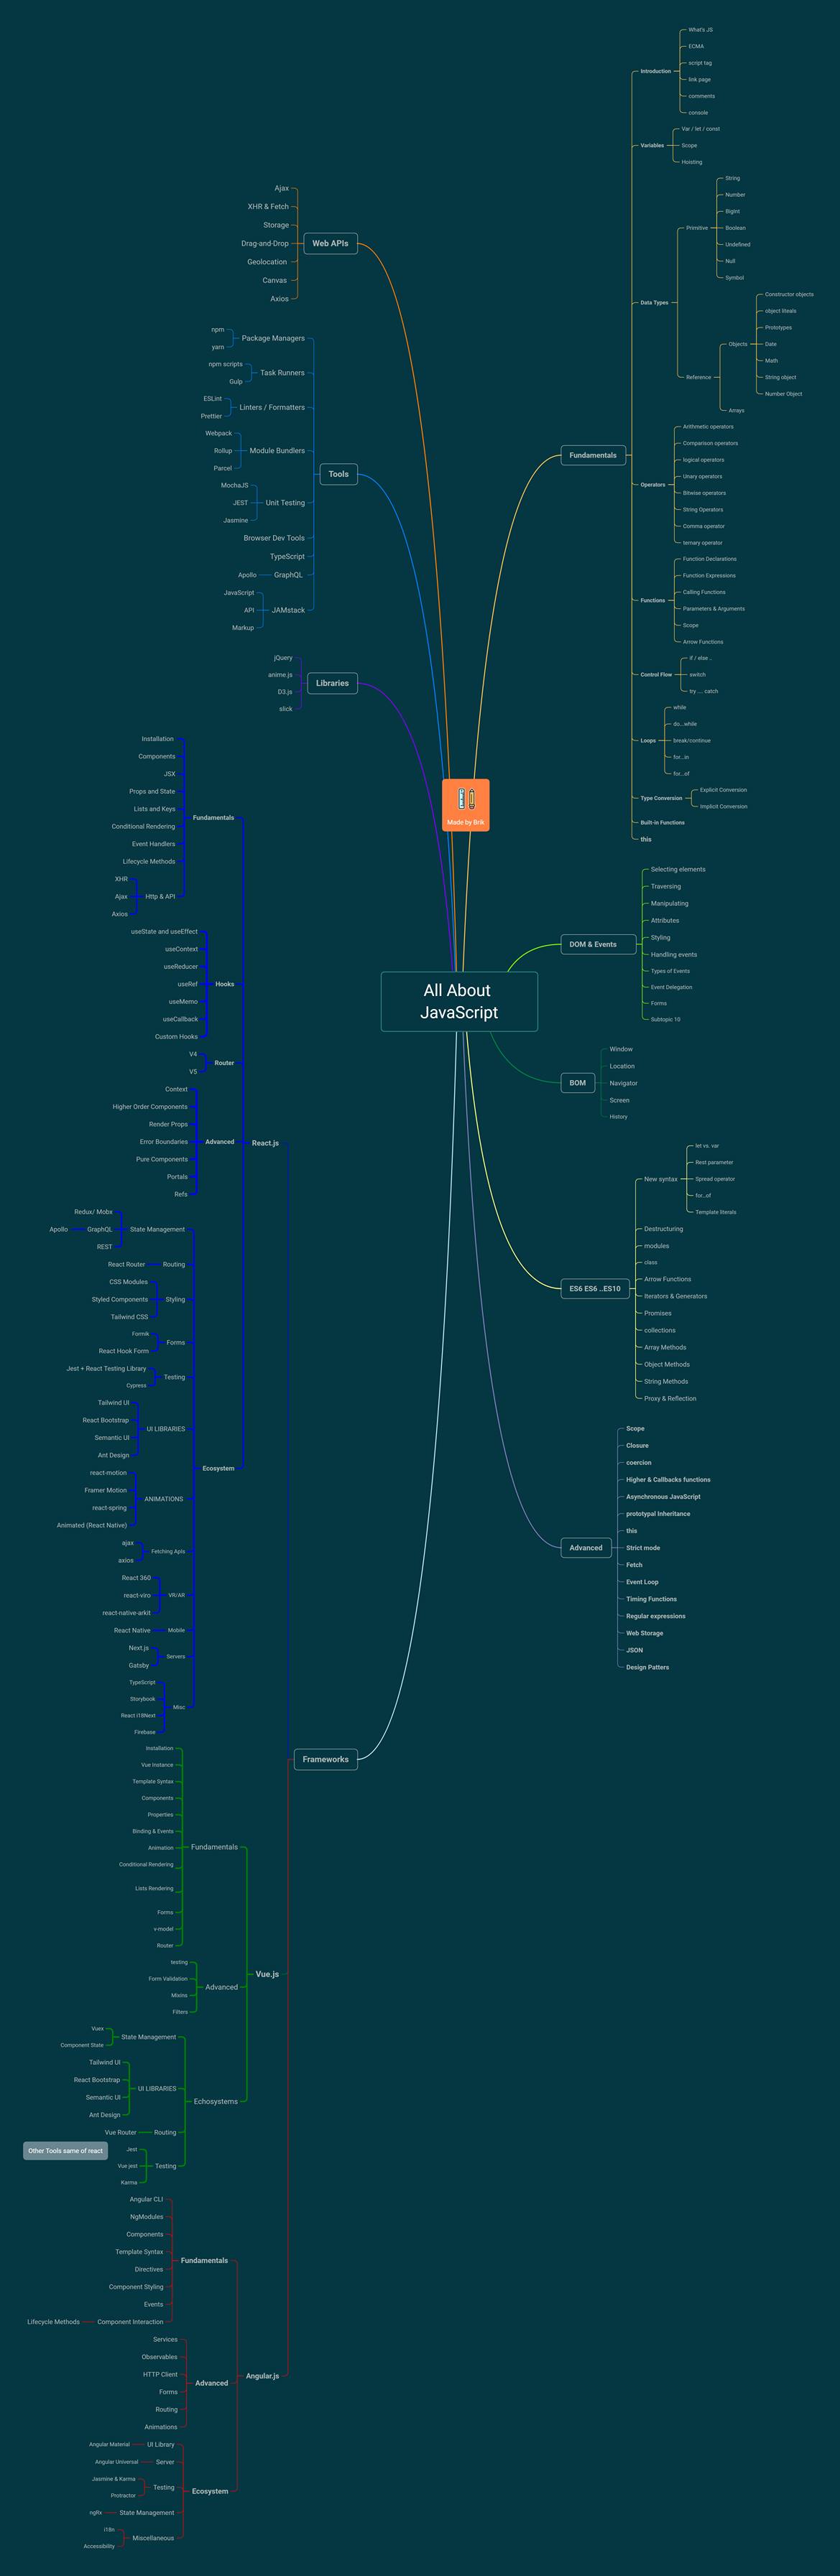 All About
JavaScript
Made by Brik
Fundamentals
Introduction
What's JS
ECMA
script tag
link page
comments
console
Variables
Var / let / const
Scope
Hoisting
Data Types
Primitive
String
Number
Bigint
Boolean
Undefined
Null
Symbol
Reference
Objects
Constructor objects
object liteals
Prototypes
Date
Math
String object
Number Object
Arrays
Operators
Arithmetic operators
Comparison operators
logical operators
Unary operators
Bitwise operators
String Operators
Comma operator
ternary operator
Functions
Function Declarations
Function Expressions
Calling Functions
Parameters & Arguments
Scope
Arrow Functions
Control Flow
if / else ..
switch
try .... catch
Loops
while
do...while
break/continue
for...in
for...of
Type Conversion
Explicit Conversion
Implicit Conversion
Built-in Functions
this
DOM & Events
Selecting elements
Traversing
Manipulating
Attributes
Styling
Handling events
Types of Events
Event Delegation
Forms
Subtopic 10
BOM
Window
Location
Navigator
Screen
History
ES6 ES6 ..ES10
New syntax
let vs. var
Rest parameter
Spread operator
for...of
Template literals
Destructuring
modules
class
Arrow Functions
Iterators & Generators
Promises
collections
Array Methods
Object Methods
String Methods
Proxy & Reflection
Advanced
Scope
Closure
coercion
Higher & Callbacks functions
Asynchronous JavaScript
prototypal Inheritance
this
Strict mode
Fetch
Event Loop
Timing Functions
Regular expressions
Web Storage
JSON
Design Patters
Web APIs
Ajax
XHR & Fetch
Storage
Drag-and-Drop
Geolocation
Canvas
Axios
Tools
Package Managers
npm
yarn
Task Runners
npm scripts
Gulp
Linters / Formatters
ESLint
Prettier
Module Bundlers
Webpack
Rollup
Parcel
Unit Testing
MochaJS
JEST
Jasmine
Browser Dev Tools
TypeScript
GraphQL
Apollo
JAMstack
JavaScript
API
Markup
Libraries
jQuery
anime.js
D3.js
slick
Frameworks
React.js
Fundamentals
Installation
Components
JSX
Props and State
Lists and Keys
Conditional Rendering
Event Handlers
Lifecycle Methods
Http & API
XHR
Ajax
Axios
Hooks
useState and useEffect
useContext
useReducer
useRef
useMemo
useCallback
Custom Hooks
Router
V4
V5
Advanced
Context
Higher Order Components
Render Props
Error Boundaries
Pure Components
Portals
Refs
Ecosystem
State Management
Redux/ Mobx
GraphQL
Apollo
REST
Routing
React Router
Styling
CSS Modules
Styled Components
Tailwind CSS
Forms
Formik
React Hook Form
Testing
Jest + React Testing Library
Cypress
UI LIBRARIES
Tailwind UI
React Bootstrap
Semantic UI
Ant Design
ANIMATIONS
react-motion
Framer Motion
react-spring
Animated (React Native)
Fetching Apis
ajax
axios
VR/AR
React 360
react-viro
react-native-arkit
Mobile
React Native
Servers
Next.js
Gatsby
Misc
TypeScript
Storybook
React i18Next
Firebase
Vue.js
Fundamentals
Installation
Vue Instance
Template Syntax
Components
Properties
Binding & Events
Animation
Conditional Rendering
Lists Rendering
Forms
v-model
Router
Advanced
testing
Form Validation
Mixins
Filters
Echosystems
State Management
Vuex
Component State
UI LIBRARIES
Tailwind UI
React Bootstrap
Semantic UI
Ant Design
Routing
Vue Router
Testing
Jest
Vue jest
Karma
Other Tools same of react
Angular.js
Fundamentals
Angular CLI
NgModules
Components
Template Syntax
Directives
Component Styling
Events
Component Interaction
Lifecycle Methods
Advanced
Services
Observables
HTTP Client
Forms
Routing
Animations
Ecosystem
UI Library
Angular Material
Server
Angular Universal
Testing
Jasmine & Karma
Protractor
State Management
ngRx
Miscellaneous
i18n
Accessibility